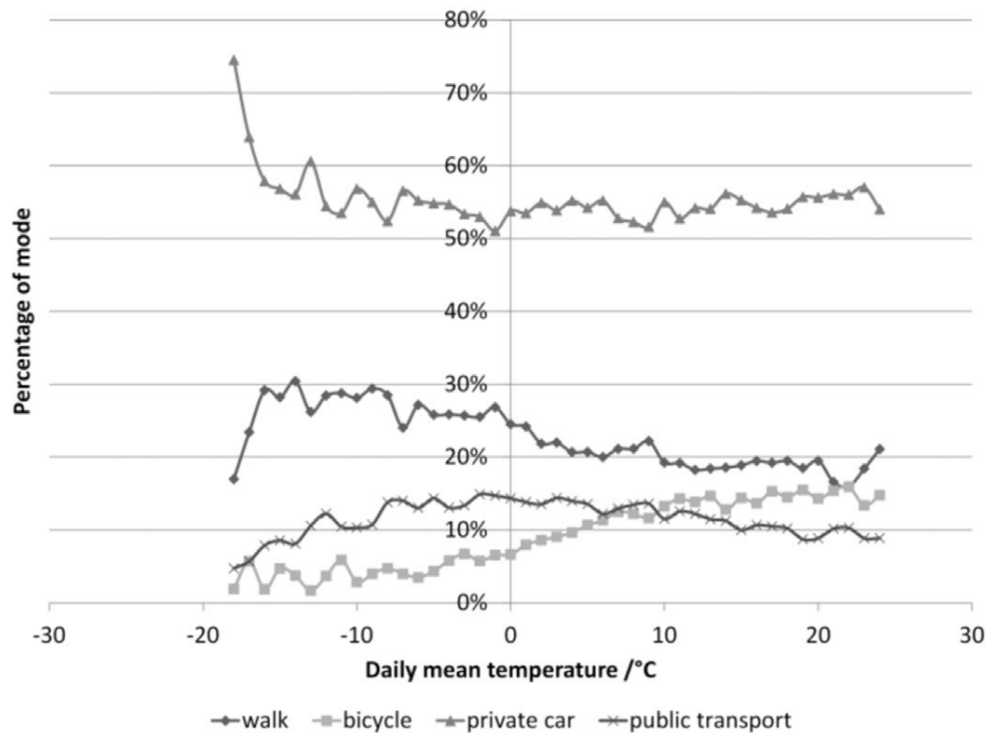 80%
70%
60%
50%
40%
30%
20%
10%
0%
Percentage of mode
-30 -20 -10 0 10 20 30
Daily mean temperature /°C
walk bicycle private car public transport